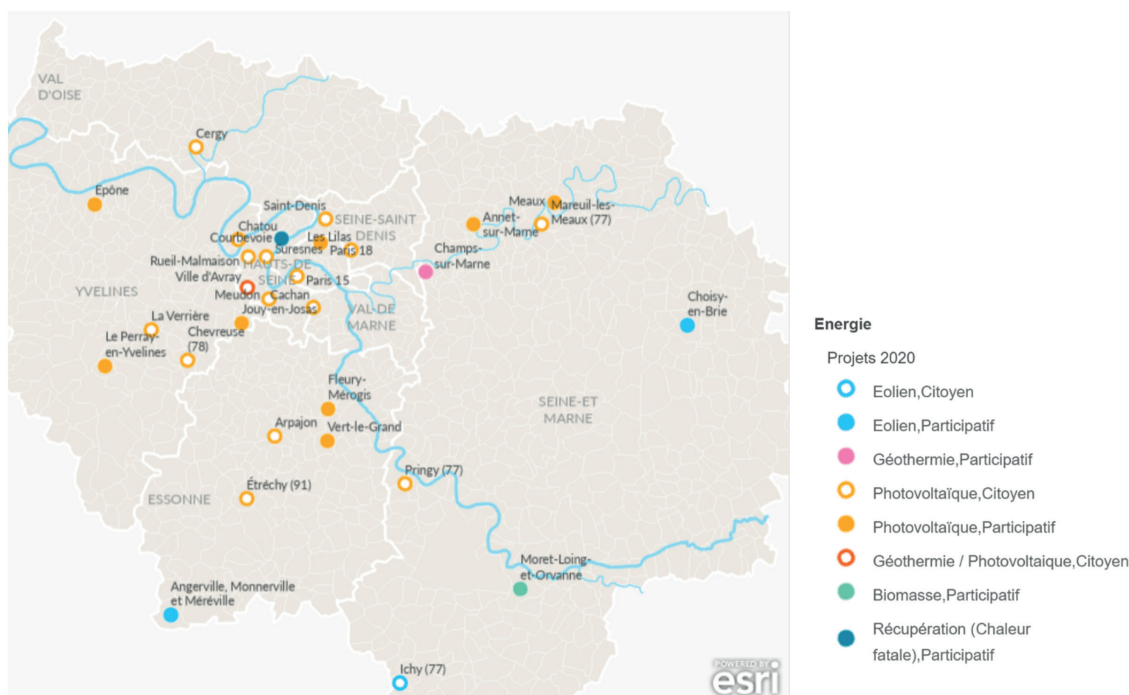 VAL
D'OISE
Cergy
Epône
Saint-Denis
SEINE-SAINT
DENIS
Meaux
Mareuil-les-
Meaux (77)
Annet-
sur-Marne
Chatou
Courbevoie
Les Lilas
Suresnes
Paris 18
Champs-
sur-Marne
Rueil-Malmaison
HAUTS-DE
SEINE
Ville d'Avray
Paris 15
YVELINES
Meudon
Cachan
Jouy-en-Josas
VAL-DE
MARNE
Choisy-
en-Brie
La Verrière
Chevreuse
(78)
Le Perray-
en-Yvelines
Fleury-
Mérogis
SEINE-ET
MARNE
Arpajon
Vert-le-Grand
Pringy (77)
Étréchy (91)
ESSONNE
Moret-Loing-
et-Orvanne
Angerville, Monnerville
et Méréville
Ichy (77)
POWERED BY
esri
Energie
Projets 2020
Eolien,Citoyen
Eolien,Participatif
Géothermie,Participatif
Photovoltaïque,Citoyen
Photovoltaïque,Participatif
Géothermie / Photovoltaique,Citoyen
Biomasse,Participatif
Récupération (Chaleur
fatale),Participatif